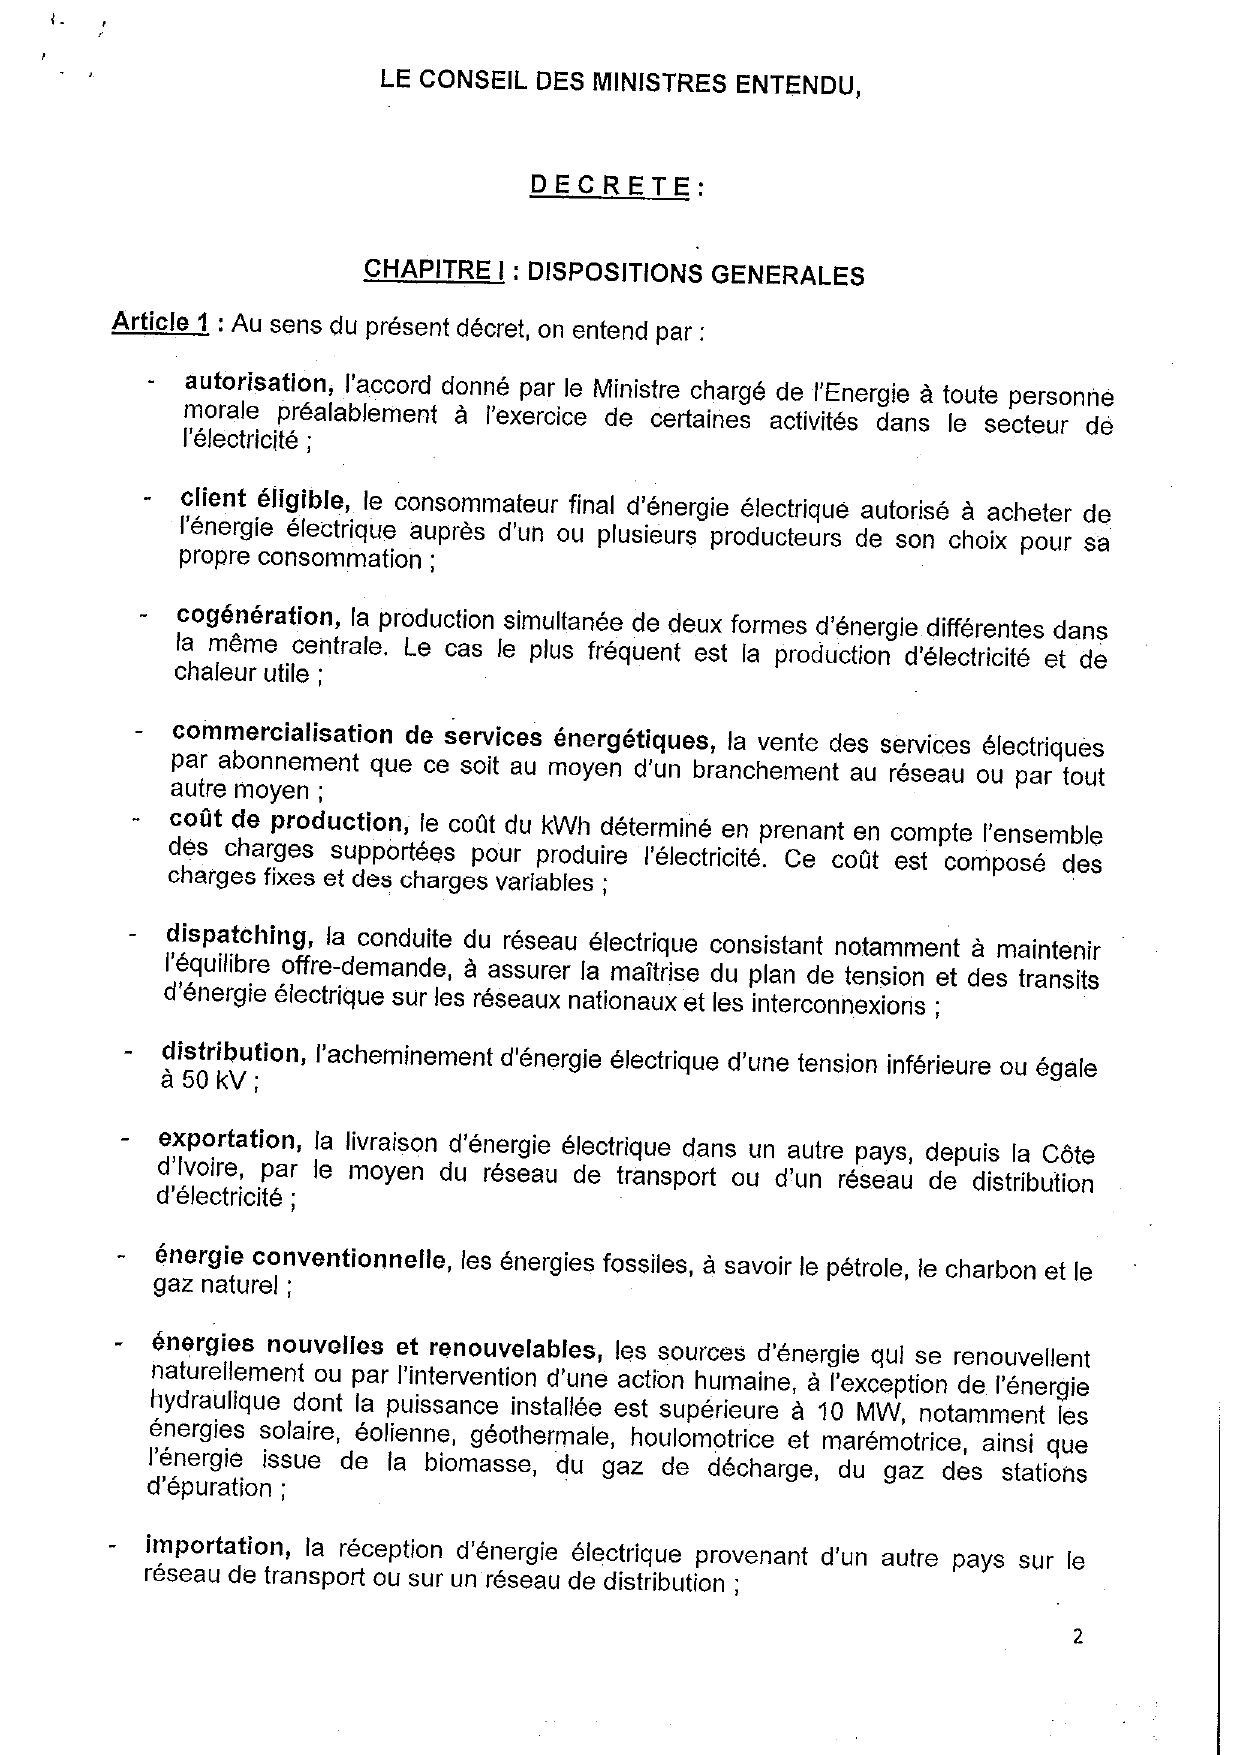 LE CONSEIL DES MINISTRES ENTENDU,
D E C R E T E :
CHAPITRE I : DISPOSITIONS GENERALES
Article 1 : Au sens du présent décret, on entend par :
- autorisation, l'accord donné par le Ministre chargé de l'Energie à toute personne
morale préalablement à l'exercice de certaines activités dans le secteur de
l'électricité ;
- client éligible, le consommateur final d'énergie électrique autorisé à acheter de
l'énergie électrique auprès d'un ou plusieurs producteurs de son choix pour sa
propre consommation ;
- cogénération, la production simultanée de deux formes d'énergie différentes dans
la même centrale. Le cas le plus fréquent est la production d'électricité et de
chaleur utile ;
- commercialisation de services énergétiques, la vente des services électriques
par abonnement que ce soit au moyen d'un branchement au réseau ou par tout
autre moyen ;
- coût de production, le coût du kWh déterminé en prenant en compte l'ensemble
des charges supportées pour produire l'électricité. Ce coût est composé des
charges fixes et des charges variables ;
- dispatching, la conduite du réseau électrique consistant notamment à maintenir
l'équilibre offre-demande, à assurer la maîtrise du plan de tension et des transits
d'énergie électrique sur les réseaux nationaux et les interconnexions ;
- distribution, l'acheminement d'énergie électrique d'une tension inférieure ou égale
à 50 kV ;
- exportation, la livraison d'énergie électrique dans un autre pays, depuis la Côte
d'Ivoire, par le moyen du réseau de transport ou d'un réseau de distribution
d'électricité ;
- énergie conventionnelle, les énergies fossiles, à savoir le pétrole, le charbon et le
gaz naturel ;
- énergies nouvelles et renouvelables, les sources d'énergie qui se renouvellent
naturellement ou par l'intervention d'une action humaine, à l'exception de l'énergie
hydraulique dont la puissance installée est supérieure à 10 MW, notamment les
énergies solaire, éolienne, géothermale, houlomotrice et marémotrice, ainsi que
l'énergie issue de la biomasse, du gaz de décharge, du gaz des stations
d'épuration ;
- importation, la réception d'énergie électrique provenant d'un autre pays sur le
réseau de transport ou sur un réseau de distribution ;
2